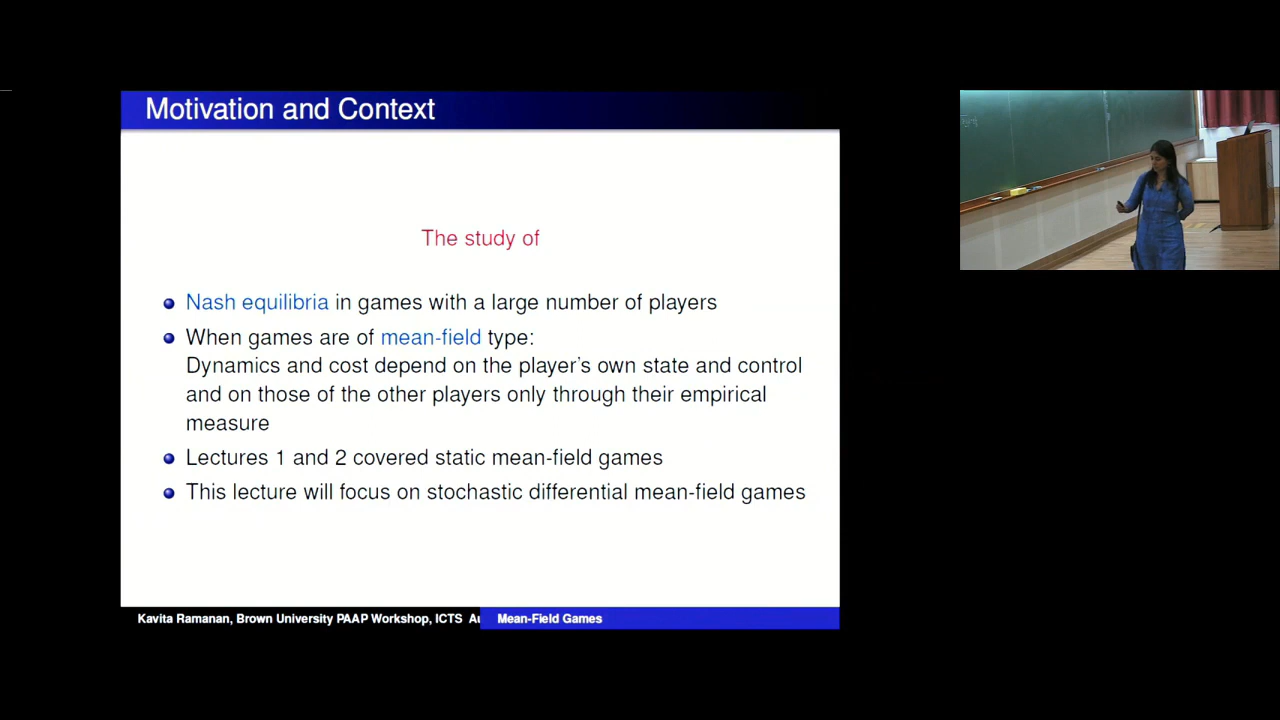 Motivation and Context
The study of
Nash equilibria in games with a large number of players
When games are of mean-field type:
Dynamics and cost depend on the player's own state and control
and on those of the other players only through their empirical
measure
Lectures 1 and 2 covered static mean-field games
This lecture will focus on stochastic differential mean-field games
Kavita Ramanan, Brown University PAAP Workshop, ICTS
Mean-Field Games